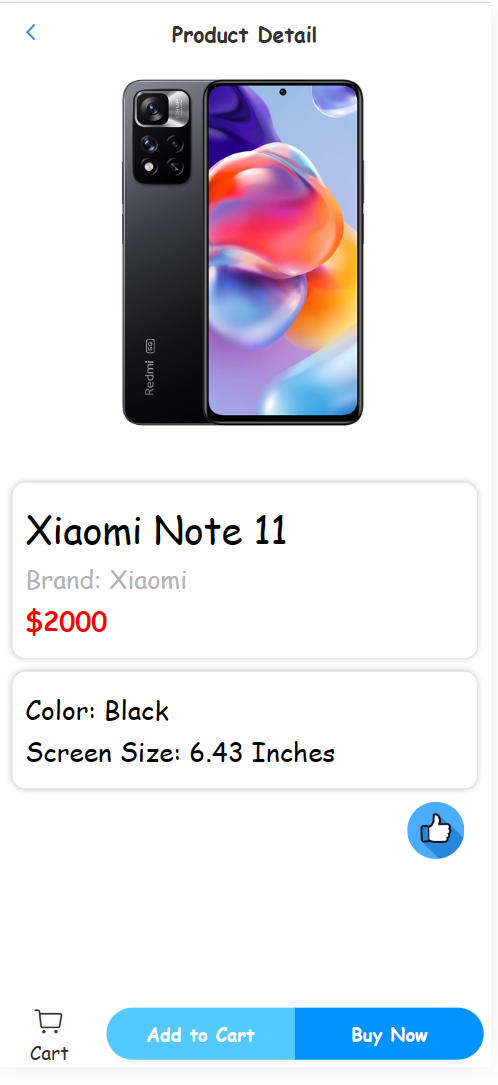 Product Detail
Redmi 5G
Xiaomi Note 11
Brand: Xiaomi
$2000
Color: Black
Screen Size: 6.43 Inches
Add to Cart
Buy Now
Cart